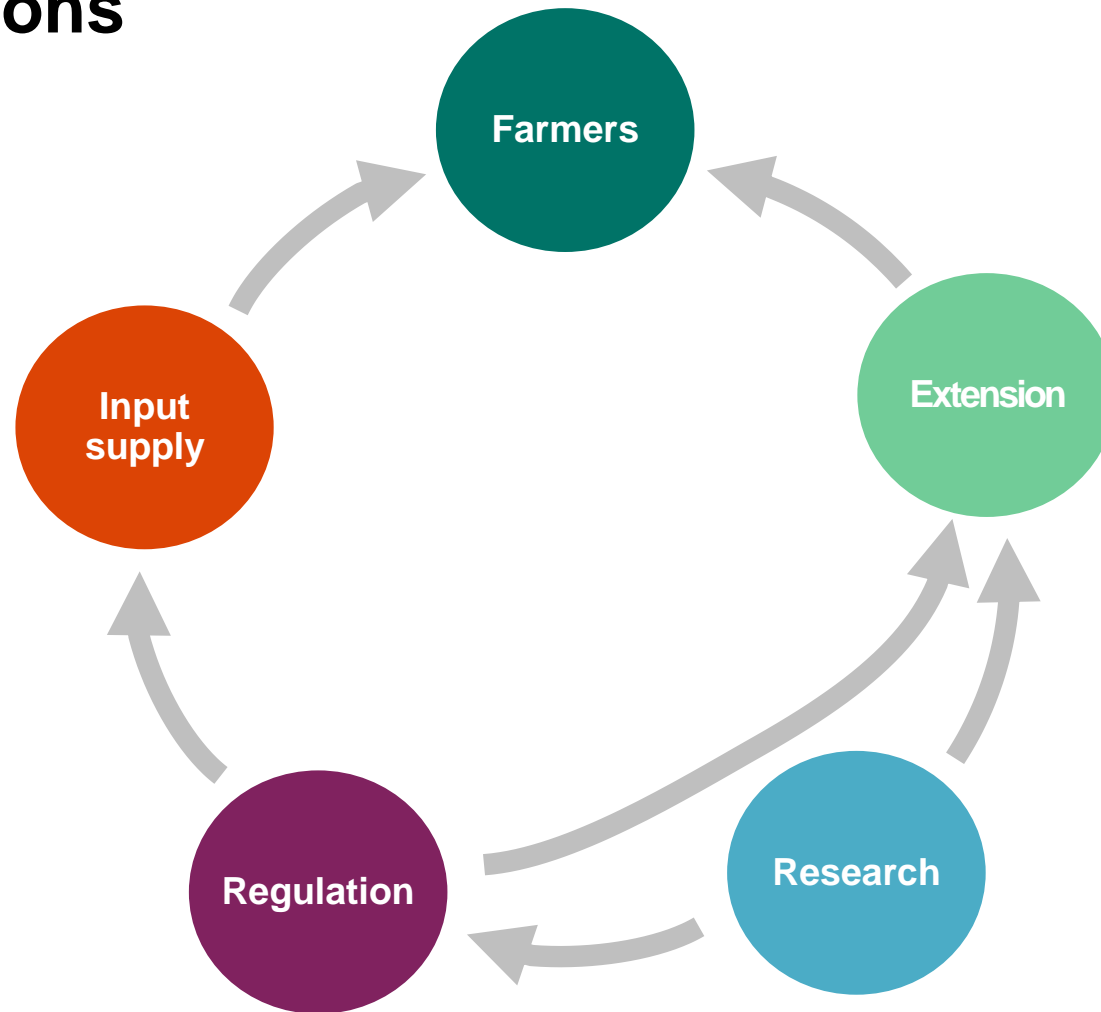 ons
Farmers
Extension
Input
supply
Research
Regulation